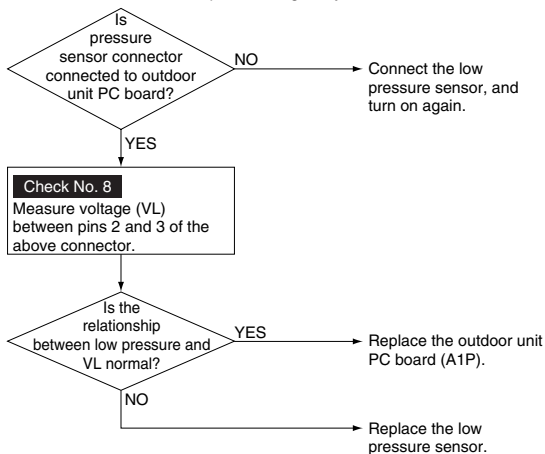 Is
pressure
sensor connector
connected to outdoor
unit PC board?
NO
Connect the low
pressure sensor, and
turn on again.
YES
Check No. 8
Measure voltage (VL)
between pins 2 and 3 of the
above connector.
Is the
relationship
between low pressure and
VL normal?
YES
Replace the outdoor unit
PC board (A1P).
NO
Replace the low
pressure sensor.